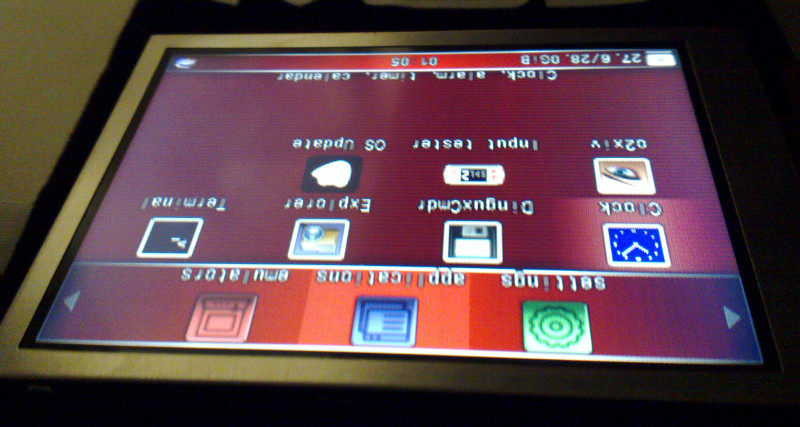 settings applications emulators
Clock DinguxCmdr Explorer Terminal
o2xiv Input tester OS Update
Clock, alarm, timer, calendar
27.6/28.0GiB 01 05